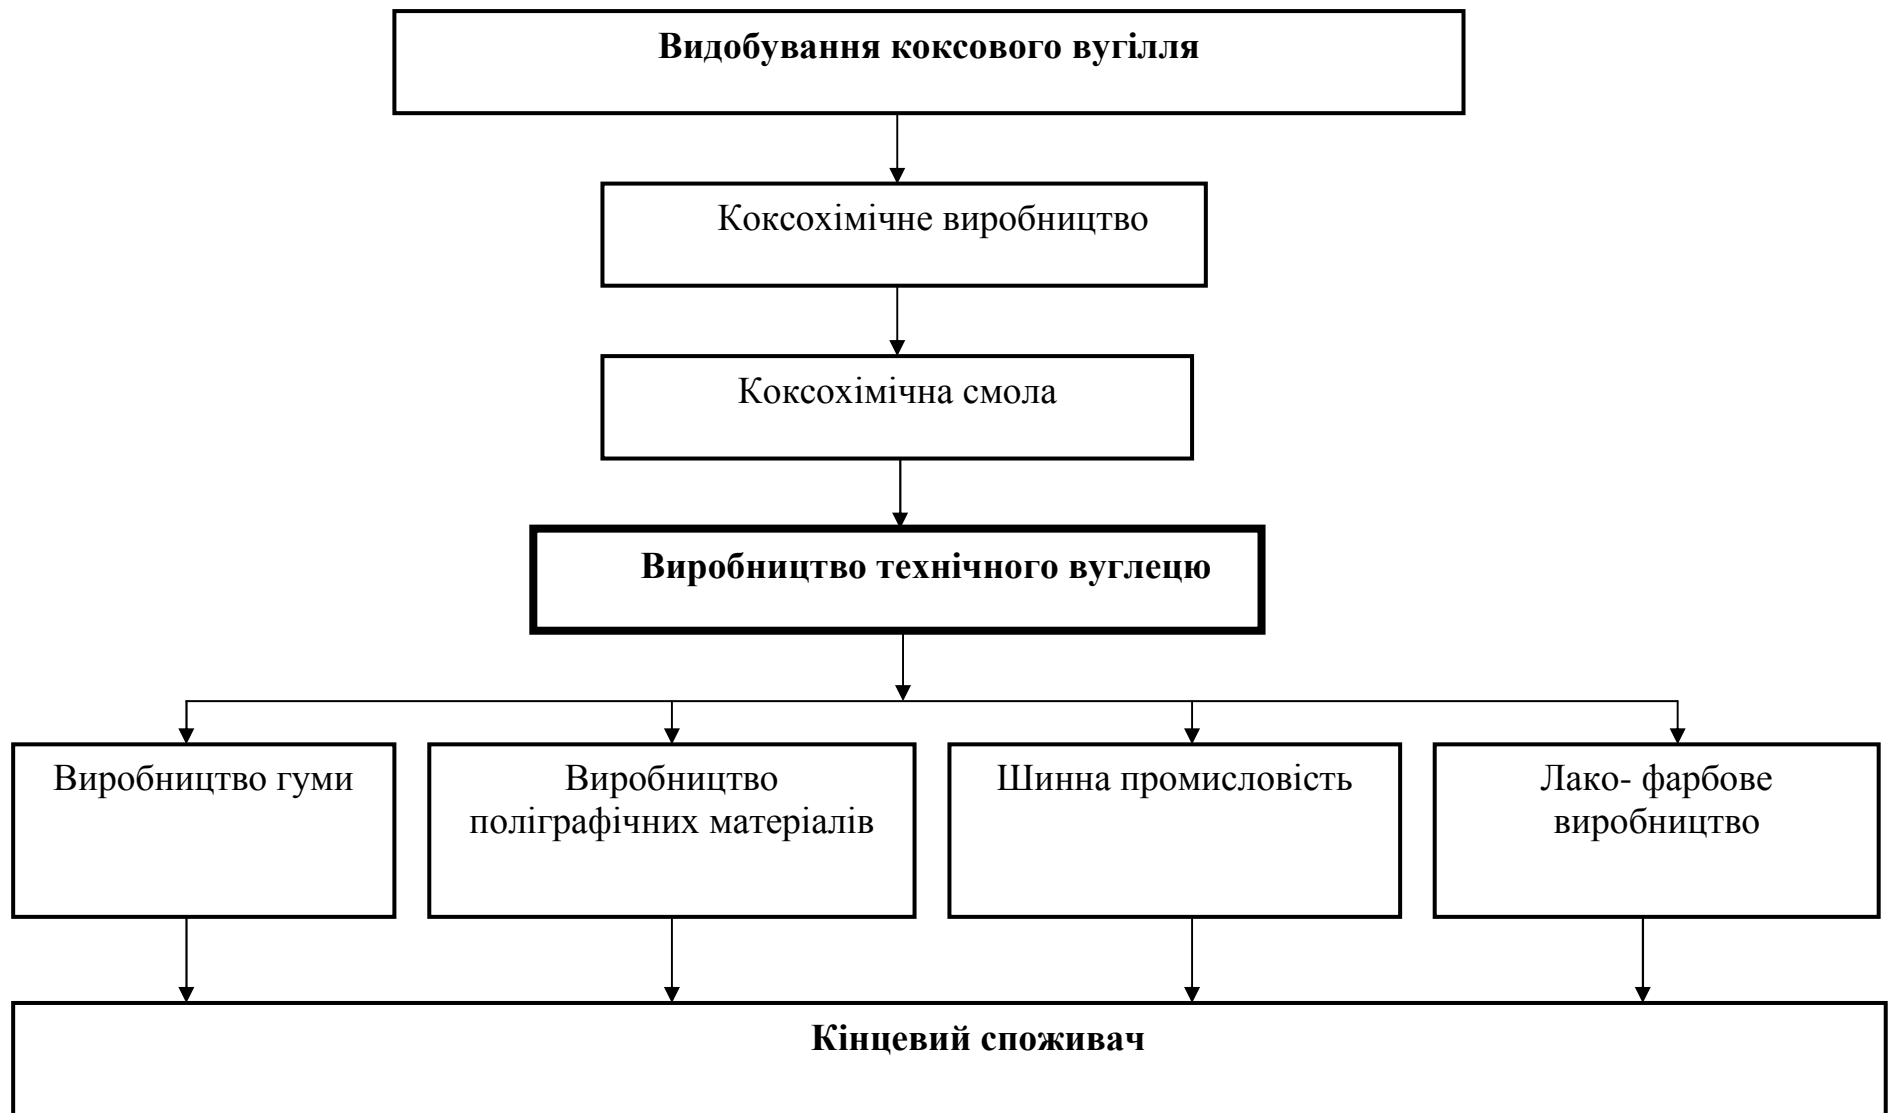 Видобування коксового вугілля
Коксохімічне виробництво
Коксохімічна смола
Виробництво технічного вуглецю
Виробництво гуми
Виробництво
поліграфічних матеріалів
Шинна промисловість
Лако- фарбове
виробництво
Кінцевий споживач